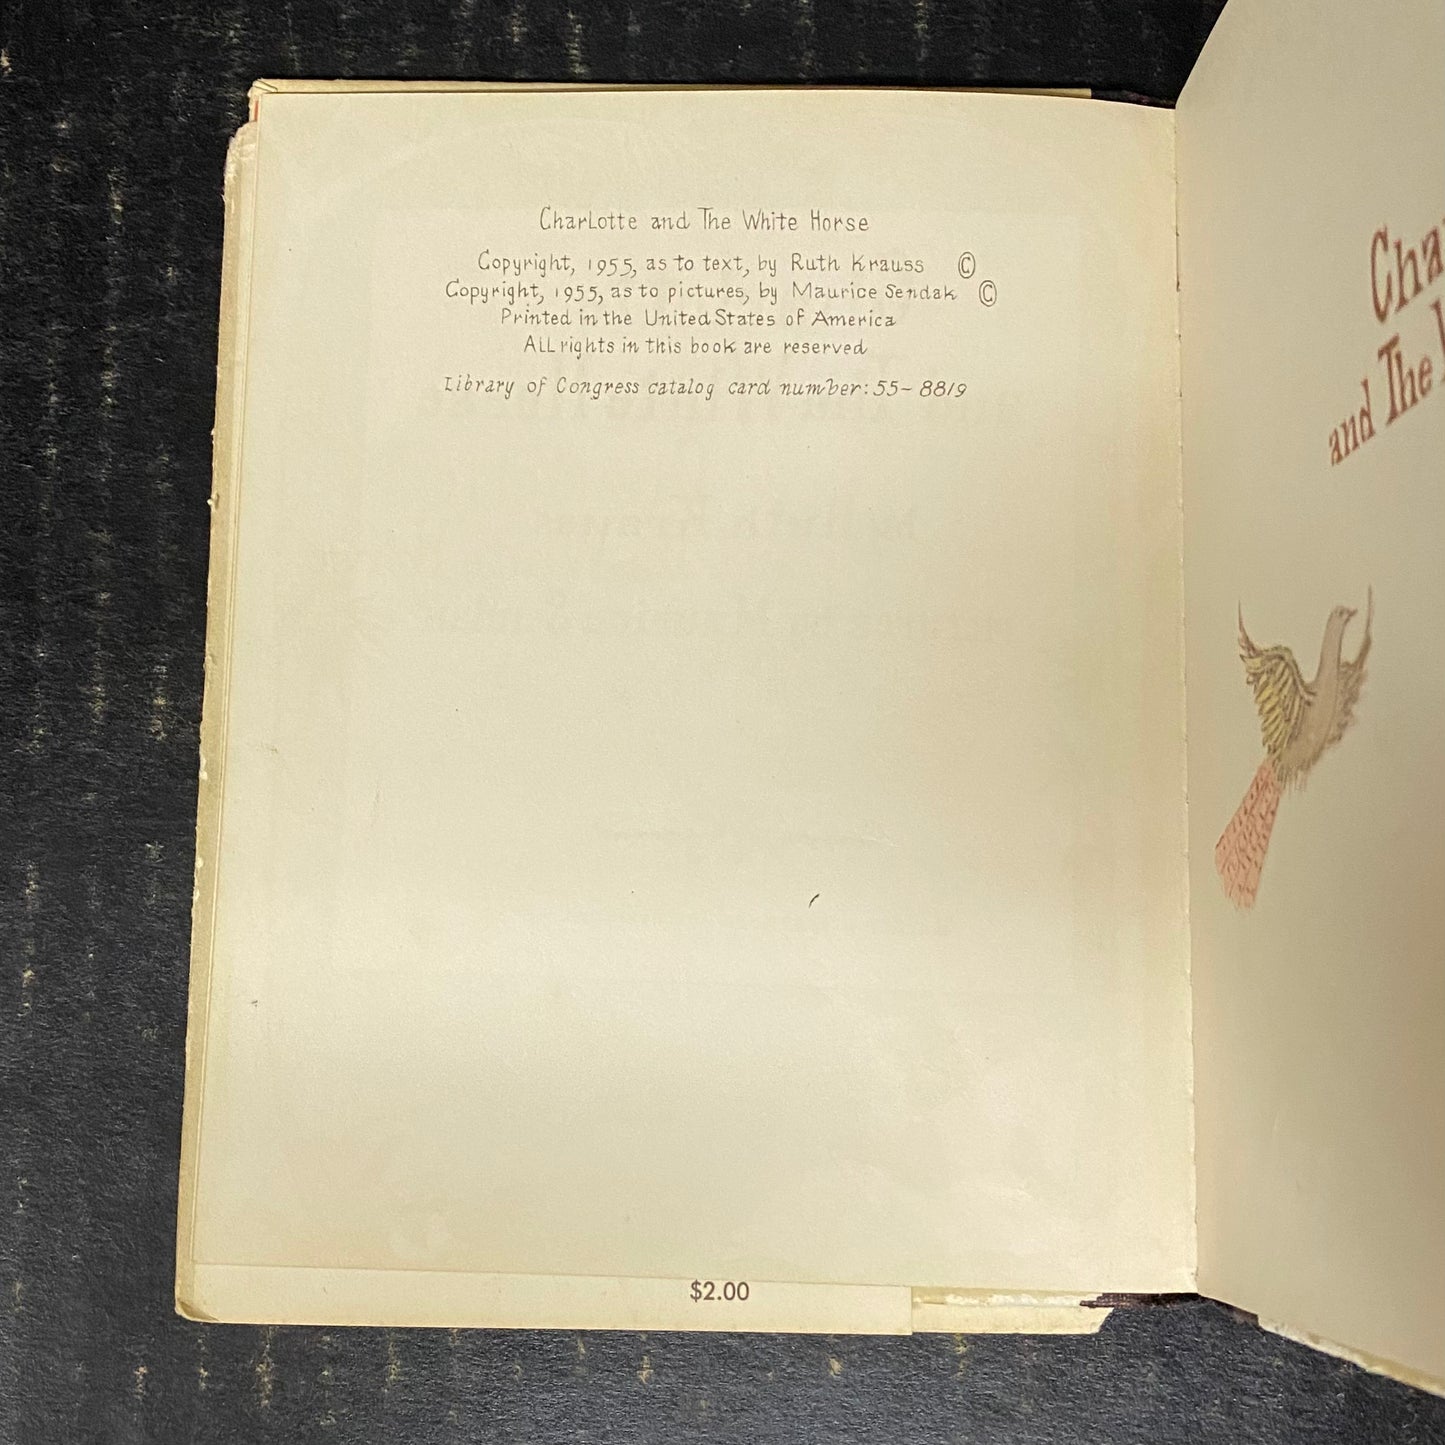 CharLotte and The White Horse
Copyright, 1955, as to text, by Ruth Krauss ©
Copyright, 1955, as to pictures, by Maurice Sendak ©
Printed in the United States of America
ALL rights in this book are reserved
Library of Congress catalog card number: 55-8819
$2.00
and The